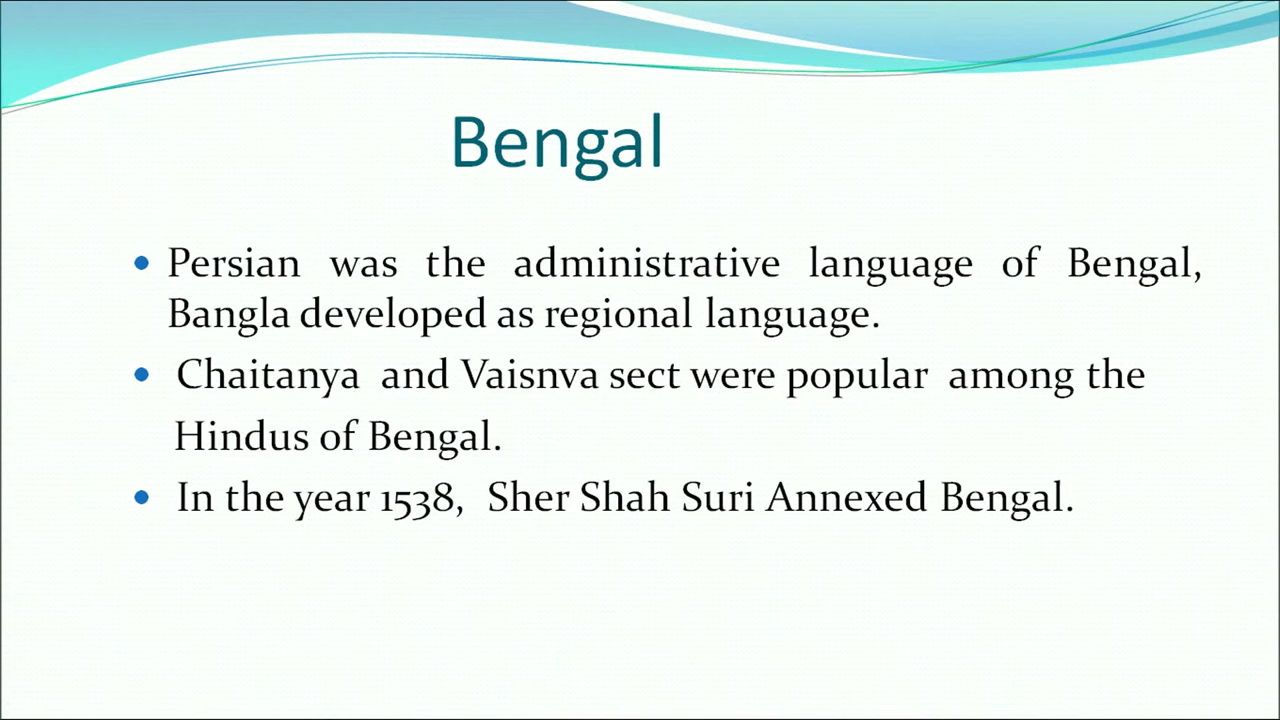 Bengal
Persian was the administrative language of Bengal,
Bangla developed as regional language.
Chaitanya and Vaisnva sect were popular among the
Hindus of Bengal.
In the year 1538, Sher Shah Suri Annexed Bengal.